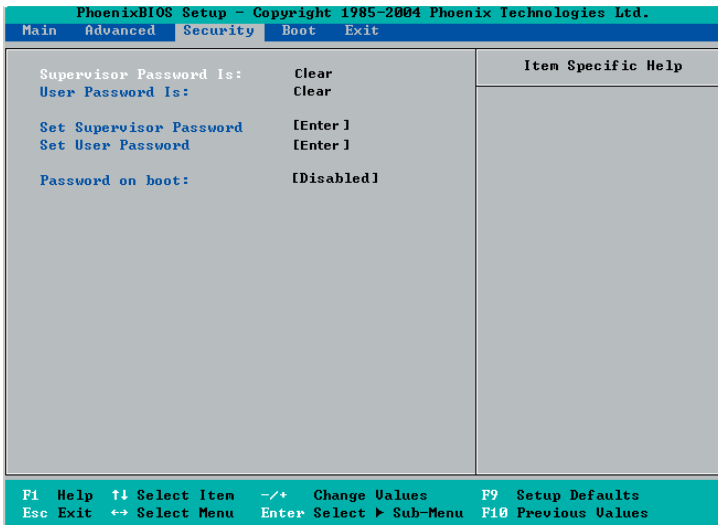 PhoenixBIOS Setup - Copyright 1985-2004 Phoenix Technologies Ltd.
Main Advanced Security Boot Exit
Item Specific Help
Supervisor Password Is: Clear
User Password Is: Clear
Set Supervisor Password [Enter]
Set User Password [Enter]
Password on boot: [Disabled]
F1 Help ↑↓ Select Item -/+ Change Values F9 Setup Defaults
Esc Exit ↔ Select Menu Enter Select ▶ Sub-Menu F10 Previous Values